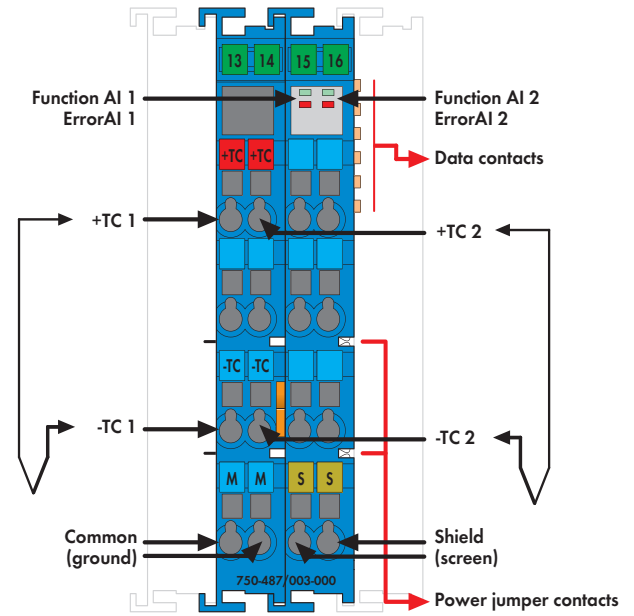 13 14 15 16
Function AI 1
ErrorAI 1
Function AI 2
ErrorAI 2
Data contacts
+TC +TC
+TC 1
+TC 2
-TC -TC
-TC 1
-TC 2
M M S S
Common
(ground)
Shield
(screen)
750-487/003-000
Power jumper contacts